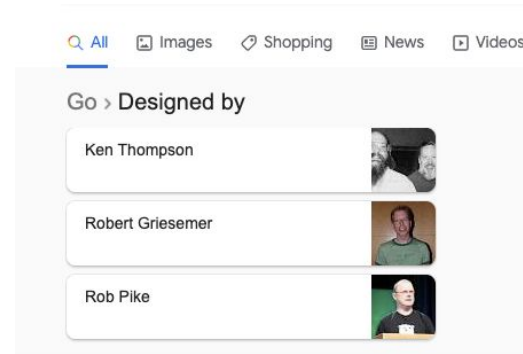 All Images Shopping News Videos
Go › Designed by
Ken Thompson
Robert Griesemer
Rob Pike